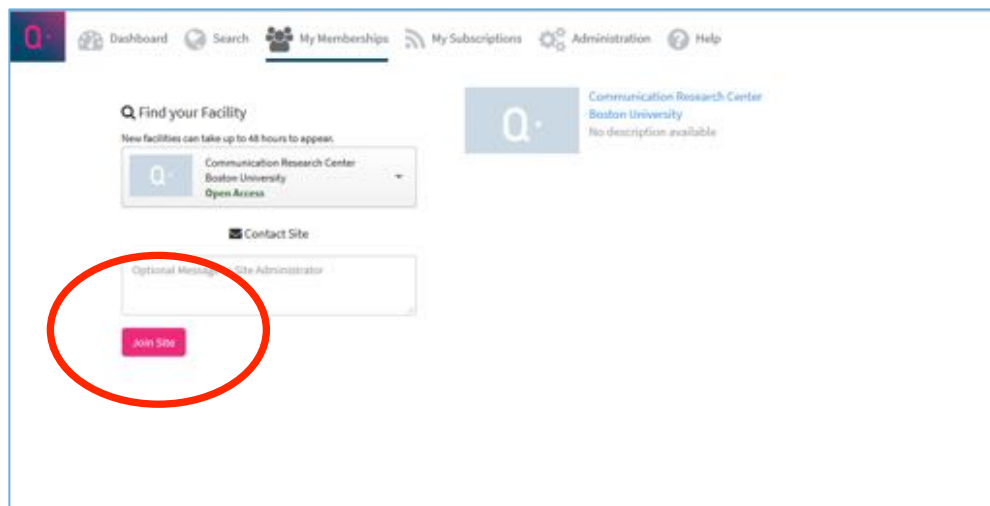 Q·
Dashboard Search My Memberships My Subscriptions Administration Help
Find your Facility
New facilities can take up to 48 hours to appear.
Q·
Communication Research Center
Boston University
Open Access
Contact Site
Optional Message Site Administrator
Join Site
Q·
Communication Research Center
Boston University
No description available